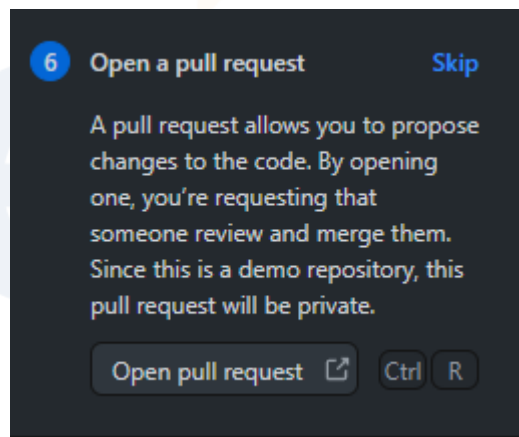 6 Open a pull request Skip
A pull request allows you to propose
changes to the code. By opening
one, you’re requesting that
someone review and merge them.
Since this is a demo repository, this
pull request will be private.
Open pull request Ctrl R